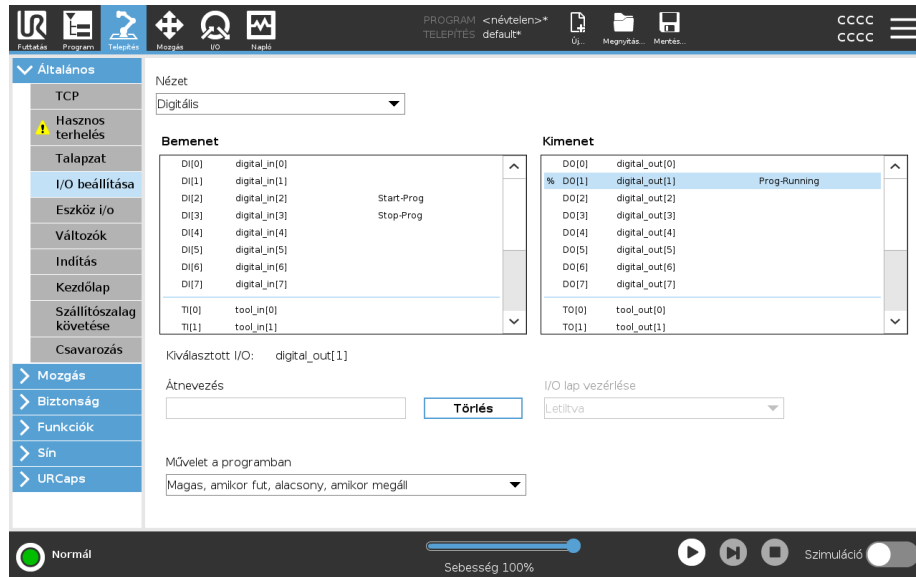 UR
PROGRAM <névtelen>*
TELEPÍTÉS default*
CCCC
CCCC
Futtatás Program Telepítés Mozgás I/O Napló Új... Megnyitás... Mentés...
Általános
TCP
Hasznos
terhelés
Talapzat
I/O beállítása
Eszköz i/o
Változók
Indítás
Kezdőlap
Szállítószalag
követése
Csavarozás
Mozgás
Biztonság
Funkciók
Sín
URCaps
Nézet
Digitális
Bemenet
DI[0] digital_in[0]
DI[1] digital_in[1]
DI[2] digital_in[2] Start-Prog
DI[3] digital_in[3] Stop-Prog
DI[4] digital_in[4]
DI[5] digital_in[5]
DI[6] digital_in[6]
DI[7] digital_in[7]
TI[0] tool_in[0]
TI[1] tool_in[1]
Kimenet
DO[0] digital_out[0]
% DO[1] digital_out[1] Prog-Running
DO[2] digital_out[2]
DO[3] digital_out[3]
DO[4] digital_out[4]
DO[5] digital_out[5]
DO[6] digital_out[6]
DO[7] digital_out[7]
TO[0] tool_out[0]
TO[1] tool_out[1]
Kiválasztott I/O: digital_out[1]
Átnevezés
Törlés
I/O lap vezérlése
Letiltva
Művelet a programban
Magas, amikor fut, alacsony, amikor megáll
Normál
Sebesség 100%
Szimuláció